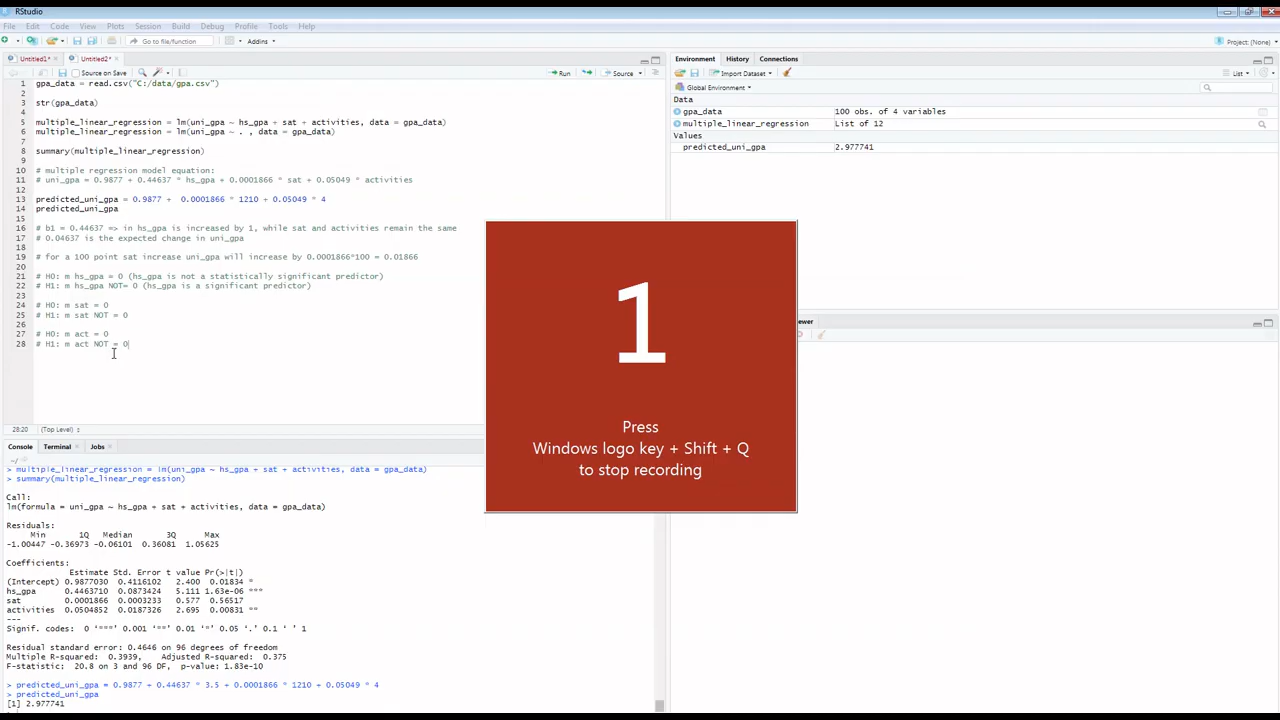 RStudio
File Edit Code View Plots Session Build Debug Profile Tools Help
Go to file/function Addins Project: (None)
Untitled1* Untitled2*
Source on Save Run Source
1 gpa_data = read.csv("C:/data/gpa.csv")
2
3 str(gpa_data)
4
5 multiple_linear_regression = lm(uni_gpa ~ hs_gpa + sat + activities, data = gpa_data)
6 multiple_linear_regression = lm(uni_gpa ~ . , data = gpa_data)
7
8 summary(multiple_linear_regression)
9
10 # multiple regression model equation:
11 # uni_gpa = 0.9877 + 0.44637 * hs_gpa + 0.0001866 * sat + 0.05049 * activities
12
13 predicted_uni_gpa = 0.9877 + 0.0001866 * 1210 + 0.05049 * 4
14 predicted_uni_gpa
15
16 # b1 = 0.44637 => in hs_gpa is increased by 1, while sat and activities remain the same
17 # 0.04637 is the expected change in uni_gpa
18
19 # for a 100 point sat increase uni_gpa will increase by 0.0001866*100 = 0.01866
20
21 # H0: m hs_gpa = 0 (hs_gpa is not a statistically significant predictor)
22 # H1: m hs_gpa NOT= 0 (hs_gpa is a significant predictor)
23
24 # H0: m sat = 0
25 # H1: m sat NOT = 0
26
27 # H0: m act = 0
28 # H1: m act NOT = 0
28:20 (Top Level)
Console Terminal Jobs
~/
> multiple_linear_regression = lm(uni_gpa ~ hs_gpa + sat + activities, data = gpa_data)
> summary(multiple_linear_regression)
Call:
lm(formula = uni_gpa ~ hs_gpa + sat + activities, data = gpa_data)
Residuals:
Min 1Q Median 3Q Max
-1.00447 -0.36973 -0.06101 0.36081 1.05625
Coefficients:
Estimate Std. Error t value Pr(>|t|)
(Intercept) 0.9877030 0.4116102 2.400 0.01834 *
hs_gpa 0.4463710 0.0873424 5.111 1.63e-06 ***
sat 0.0001866 0.0003233 0.577 0.56517
activities 0.0504852 0.0187326 2.695 0.00831 **
---
Signif. codes: 0 ‘***’ 0.001 ‘**’ 0.01 ‘*’ 0.05 ‘.’ 0.1 ‘ ’ 1
Residual standard error: 0.4646 on 96 degrees of freedom
Multiple R-squared: 0.3939, Adjusted R-squared: 0.375
F-statistic: 20.8 on 3 and 96 DF, p-value: 1.83e-10
> predicted_uni_gpa = 0.9877 + 0.44637 * 3.5 + 0.0001866 * 1210 + 0.05049 * 4
> predicted_uni_gpa
[1] 2.977741
Environment History Connections
Import Dataset List
Global Environment
Data
gpa_data 100 obs. of 4 variables
multiple_linear_regression List of 12
Values
predicted_uni_gpa 2.977741
ewer
1
Press
Windows logo key + Shift + Q
to stop recording